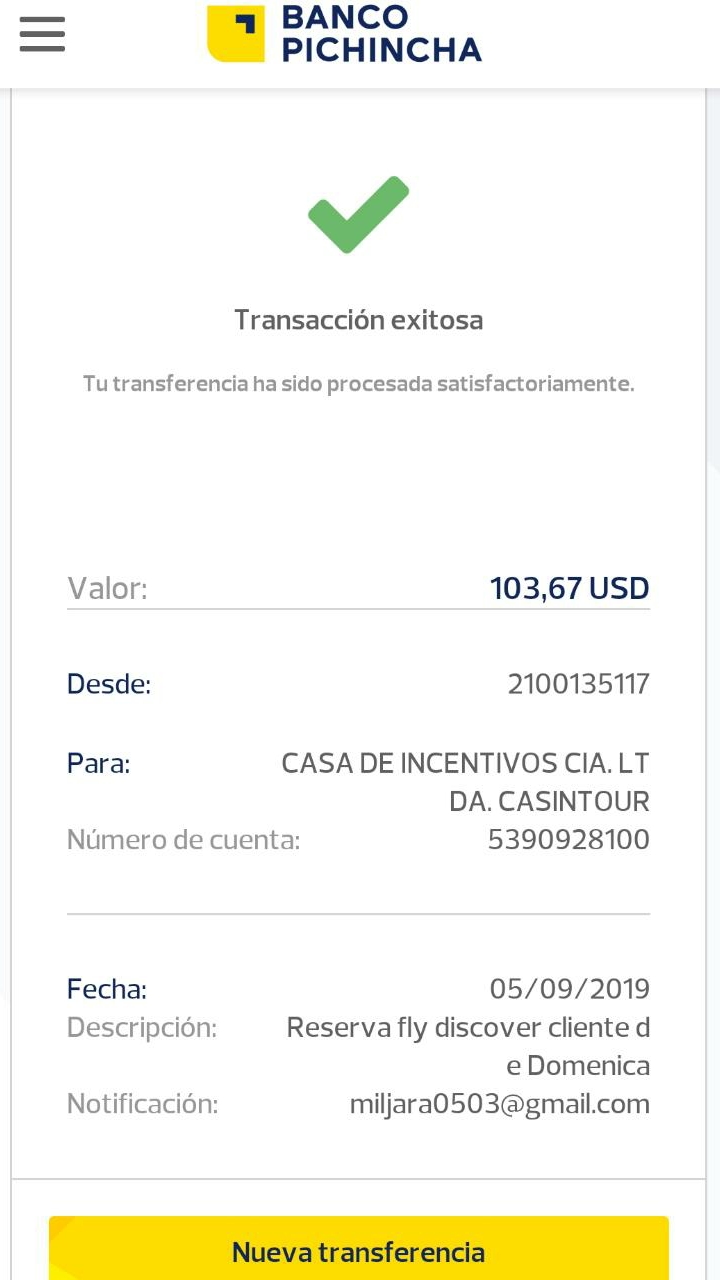 BANCO
PICHINCHA
Transacción exitosa
Tu transferencia ha sido procesada satisfactoriamente.
Valor: 103,67 USD
Desde: 2100135117
Para: CASA DE INCENTIVOS CIA. LT
DA. CASINTOUR
Número de cuenta: 5390928100
Fecha: 05/09/2019
Descripción: Reserva fly discover cliente d
e Domenica
Notificación: miljara0503@gmail.com
Nueva transferencia